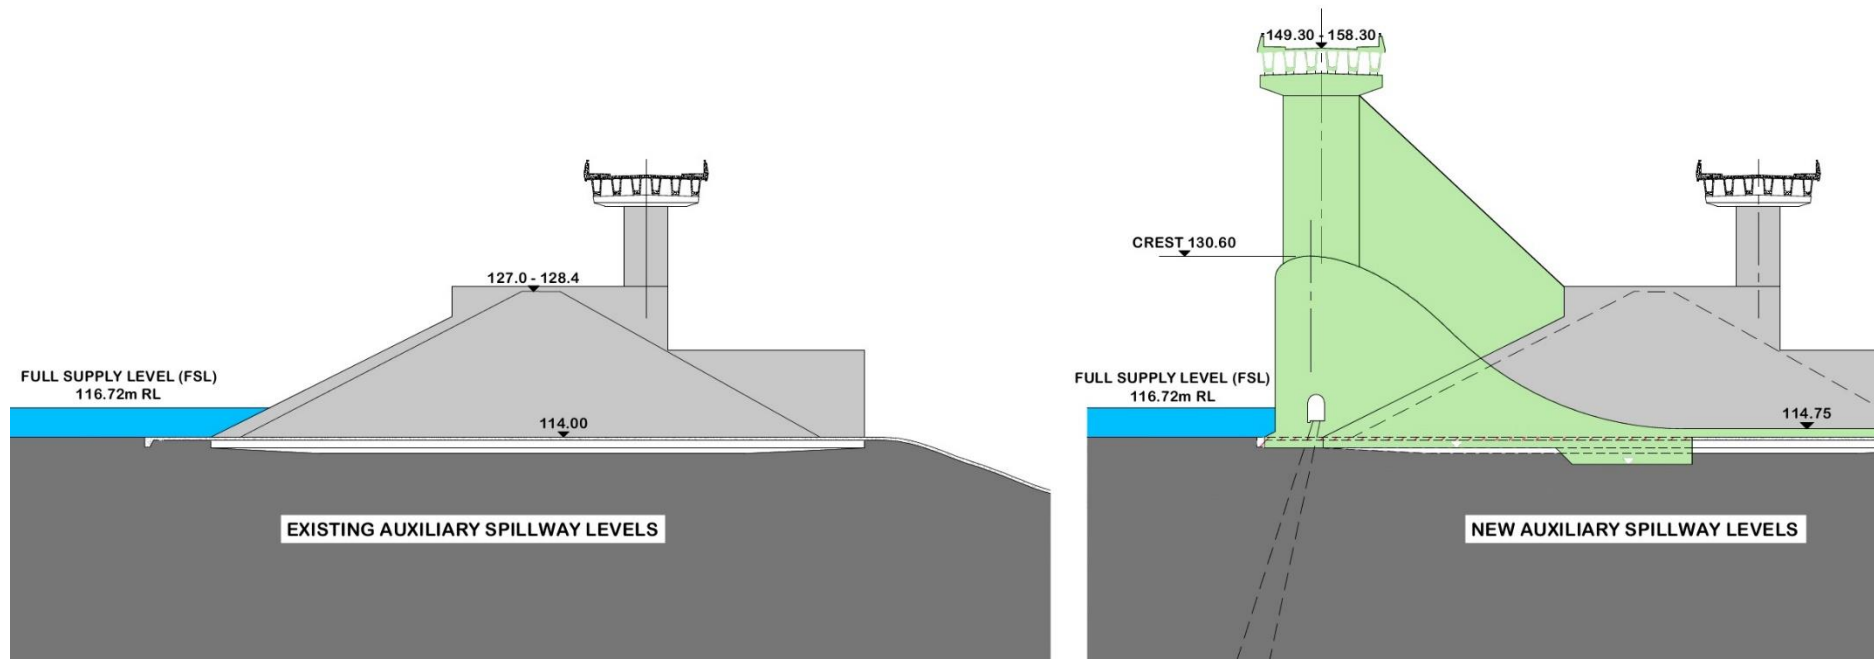 127.0 - 128.4
FULL SUPPLY LEVEL (FSL)
116.72m RL
114.00
EXISTING AUXILIARY SPILLWAY LEVELS
149.30 - 158.30
CREST 130.60
FULL SUPPLY LEVEL (FSL)
116.72m RL
114.75
NEW AUXILIARY SPILLWAY LEVELS